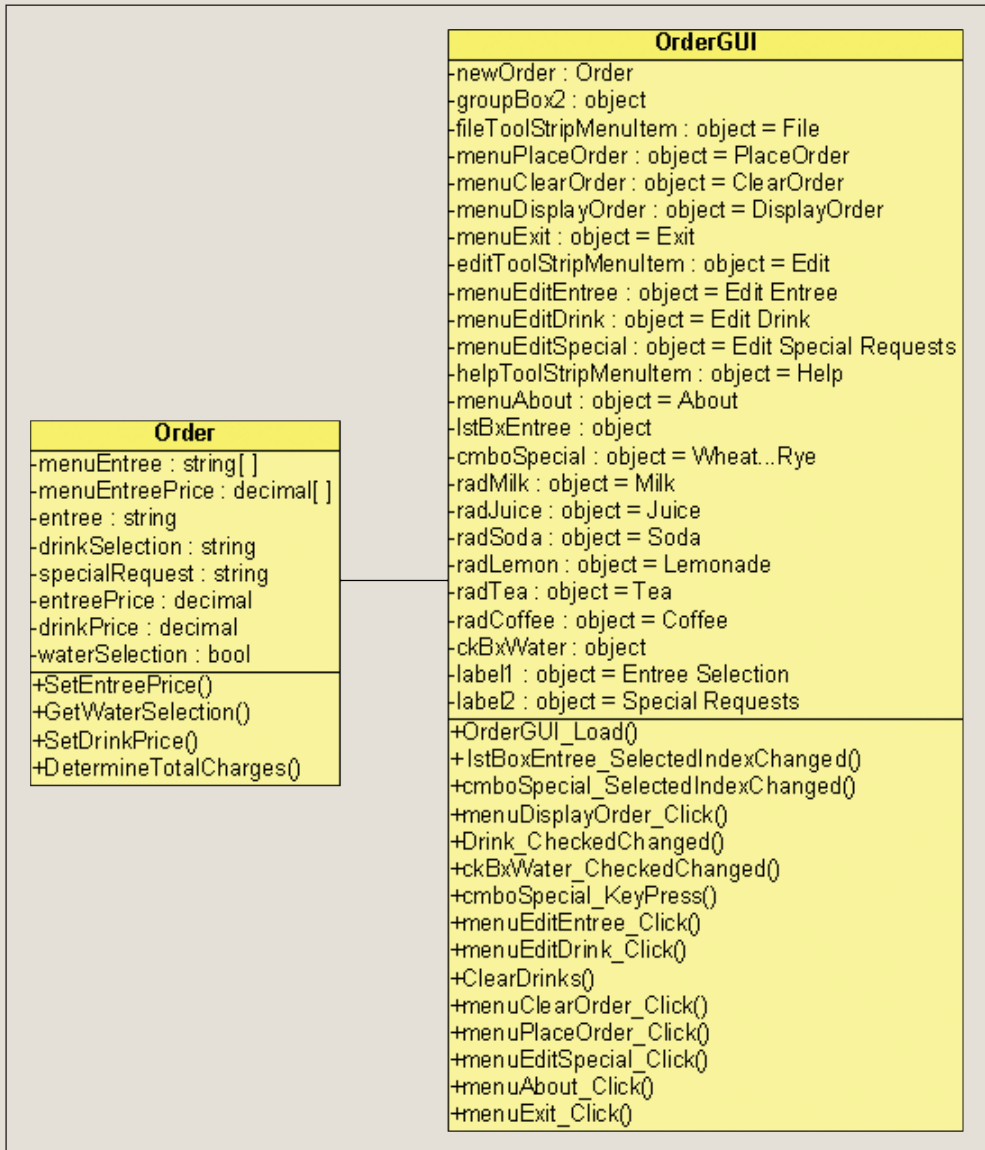 OrderGUI
-newOrder : Order
-groupBox2 : object
-fileToolStripMenuItem : object = File
-menuPlaceOrder : object = PlaceOrder
-menuClearOrder : object = ClearOrder
-menuDisplayOrder : object = DisplayOrder
-menuExit : object = Exit
-editToolStripMenuItem : object = Edit
-menuEditEntree : object = Edit Entree
-menuEditDrink : object = Edit Drink
-menuEditSpecial : object = Edit Special Requests
-helpToolStripMenuItem : object = Help
-menuAbout : object = About
-lstBxEntree : object
-cmboSpecial : object = Wheat...Rye
-radMilk : object = Milk
-radJuice : object = Juice
-radSoda : object = Soda
-radLemon : object = Lemonade
-radTea : object = Tea
-radCoffee : object = Coffee
-ckBxWater : object
-label1 : object = Entree Selection
-label2 : object = Special Requests
+OrderGUI_Load()
+lstBoxEntree_SelectedIndexChanged()
+cmboSpecial_SelectedIndexChanged()
+menuDisplayOrder_Click()
+Drink_CheckedChanged()
+ckBxWater_CheckedChanged()
+cmboSpecial_KeyPress()
+menuEditEntree_Click()
+menuEditDrink_Click()
+ClearDrinks()
+menuClearOrder_Click()
+menuPlaceOrder_Click()
+menuEditSpecial_Click()
+menuAbout_Click()
+menuExit_Click()
Order
-menuEntree : string[ ]
-menuEntreePrice : decimal[ ]
-entree : string
-drinkSelection : string
-specialRequest : string
-entreePrice : decimal
-drinkPrice : decimal
-waterSelection : bool
+SetEntreePrice()
+GetWaterSelection()
+SetDrinkPrice()
+DetermineTotalCharges()